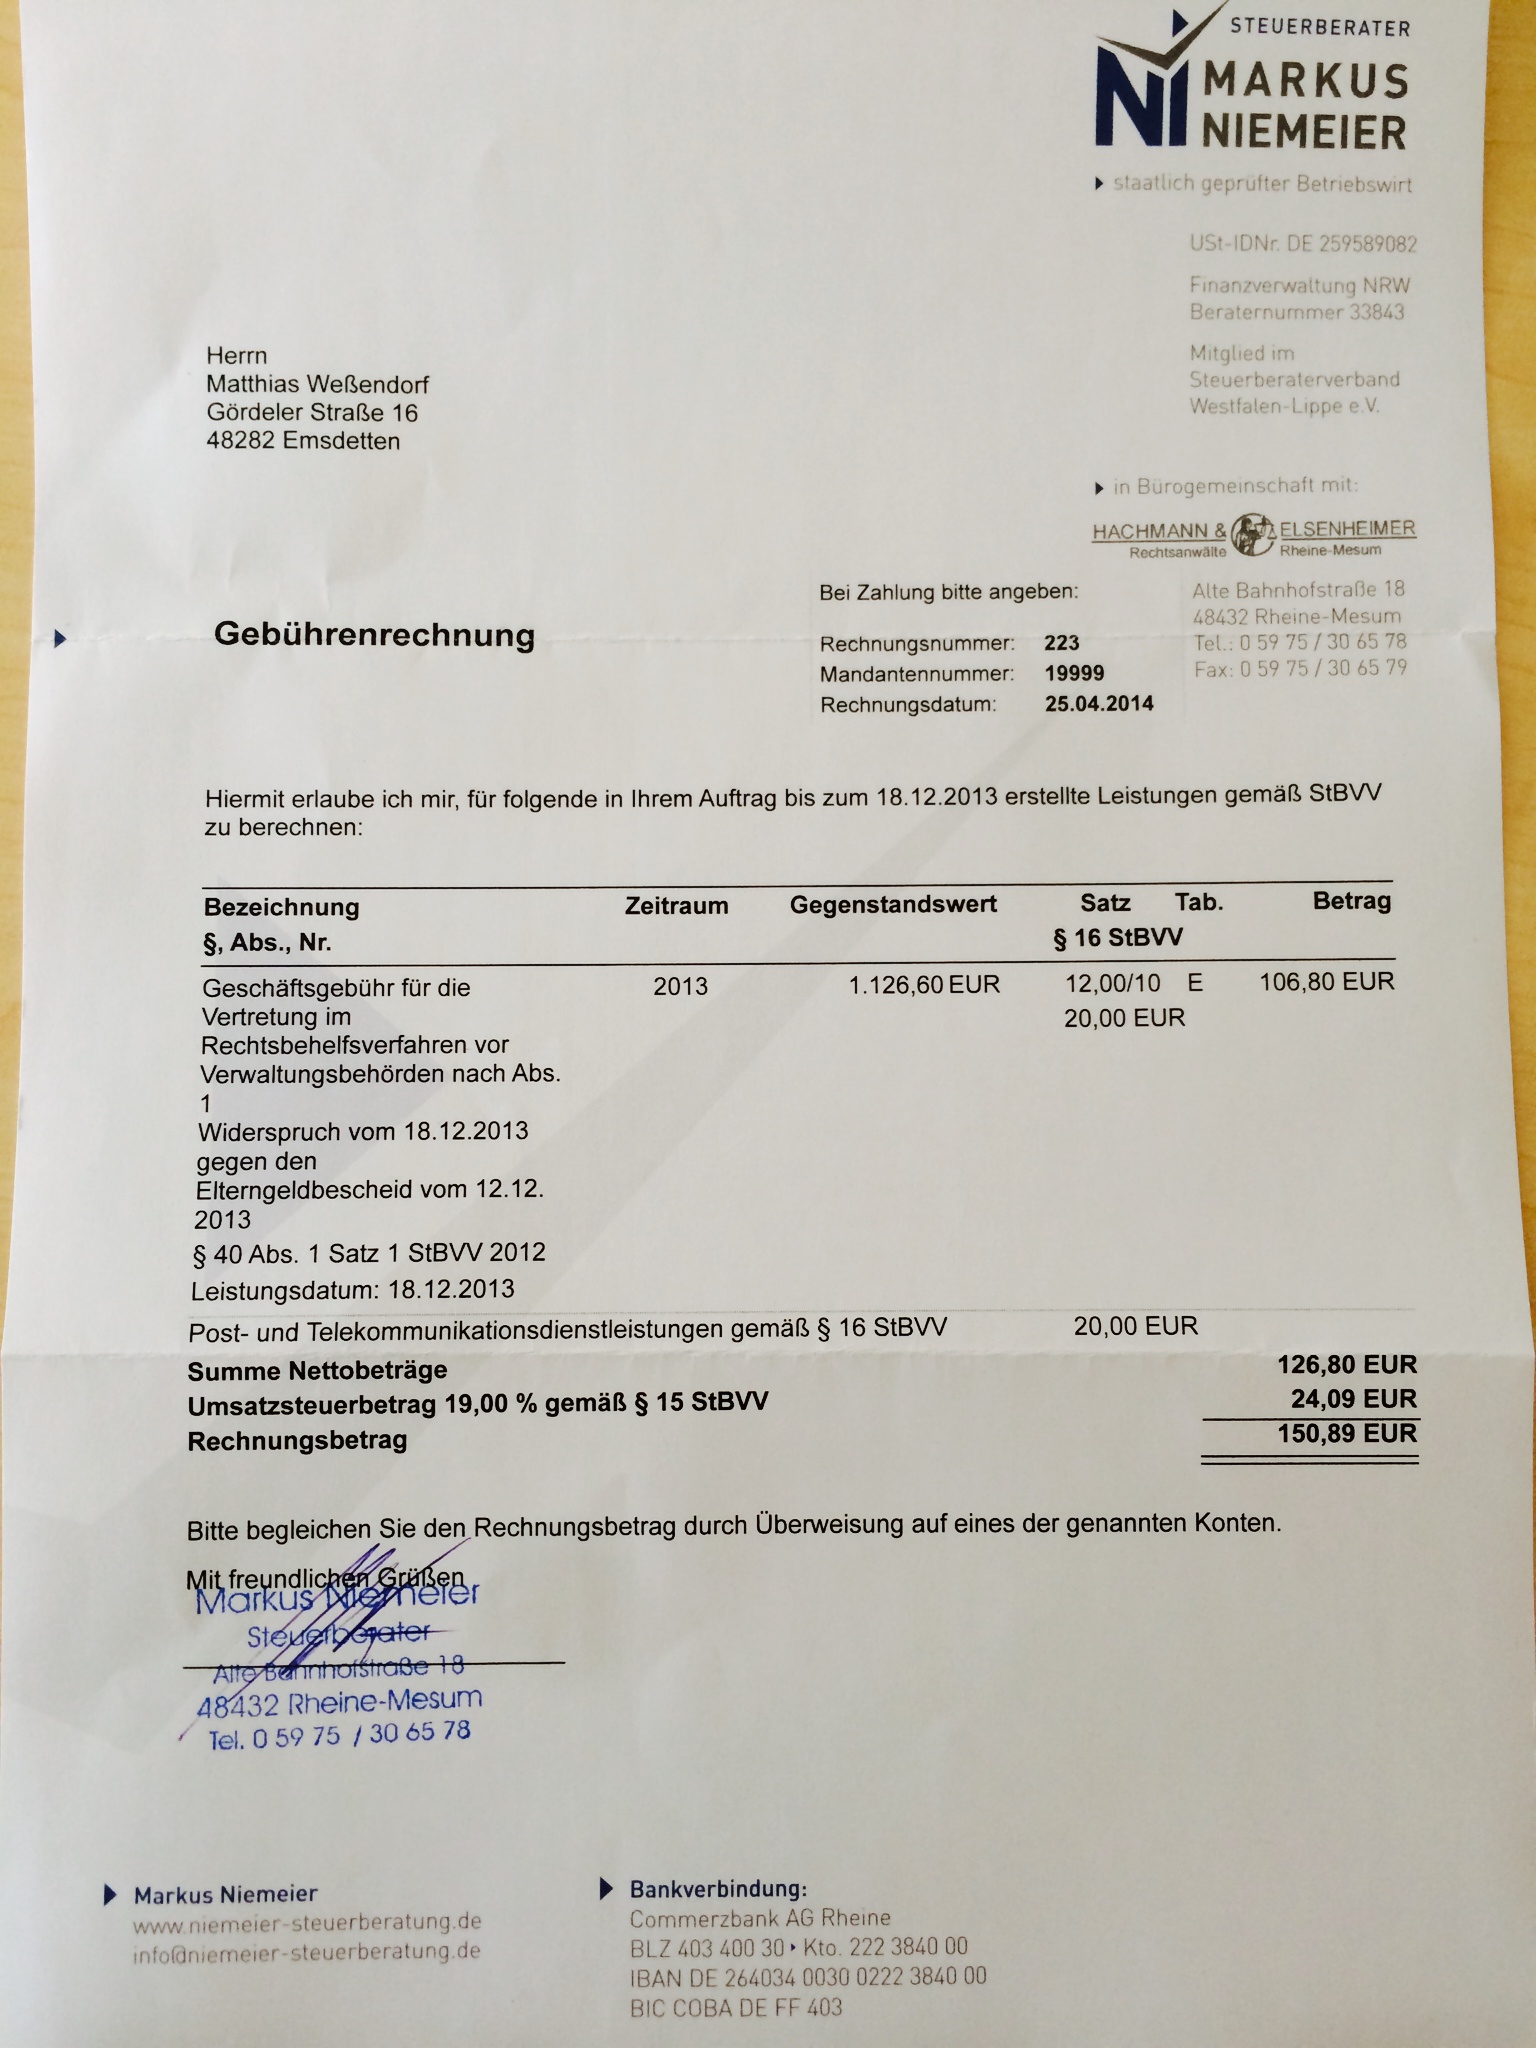 STEUERBERATER
NI MARKUS
NIEMEIER
staatlich geprüfter Betriebswirt
USt-IDNr. DE 259589082
Finanzverwaltung NRW
Beraternummer 33843
Mitglied im
Steuerberaterverband
Westfalen-Lippe e.V.
Herrn
Matthias Weßendorf
Gördeler Straße 16
48282 Emsdetten
in Bürogemeinschaft mit:
HACHMANN & ELSENHEIMER
Rechtsanwälte Rheine-Mesum
Alte Bahnhofstraße 18
48432 Rheine-Mesum
Tel.: 0 59 75 / 30 65 78
Fax: 0 59 75 / 30 65 79
Gebührenrechnung
Bei Zahlung bitte angeben:
Rechnungsnummer: 223
Mandantennummer: 19999
Rechnungsdatum: 25.04.2014
Hiermit erlaube ich mir, für folgende in Ihrem Auftrag bis zum 18.12.2013 erstellte Leistungen gemäß StBVV
zu berechnen:
Bezeichnung Zeitraum Gegenstandswert Satz Tab. Betrag
§, Abs., Nr. § 16 StBVV
Geschäftsgebühr für die 2013 1.126,60 EUR 12,00/10 E 106,80 EUR
Vertretung im 20,00 EUR
Rechtsbehelfsverfahren vor
Verwaltungsbehörden nach Abs.
1
Widerspruch vom 18.12.2013
gegen den
Elterngeldbescheid vom 12.12.
2013
§ 40 Abs. 1 Satz 1 StBVV 2012
Leistungsdatum: 18.12.2013
Post- und Telekommunikationsdienstleistungen gemäß § 16 StBVV 20,00 EUR
Summe Nettobeträge 126,80 EUR
Umsatzsteuerbetrag 19,00 % gemäß § 15 StBVV 24,09 EUR
Rechnungsbetrag 150,89 EUR
Bitte begleichen Sie den Rechnungsbetrag durch Überweisung auf eines der genannten Konten.
Mit freundlichen Grüßen
Markus Niemeier
Steuerberater
Alte Bahnhofstraße 18
48432 Rheine-Mesum
Tel. 0 59 75 / 30 65 78
Markus Niemeier
www.niemeier-steuerberatung.de
info@niemeier-steuerberatung.de
Bankverbindung:
Commerzbank AG Rheine
BLZ 403 400 30 Kto. 222 3840 00
IBAN DE 264034 0030 0222 3840 00
BIC COBA DE FF 403